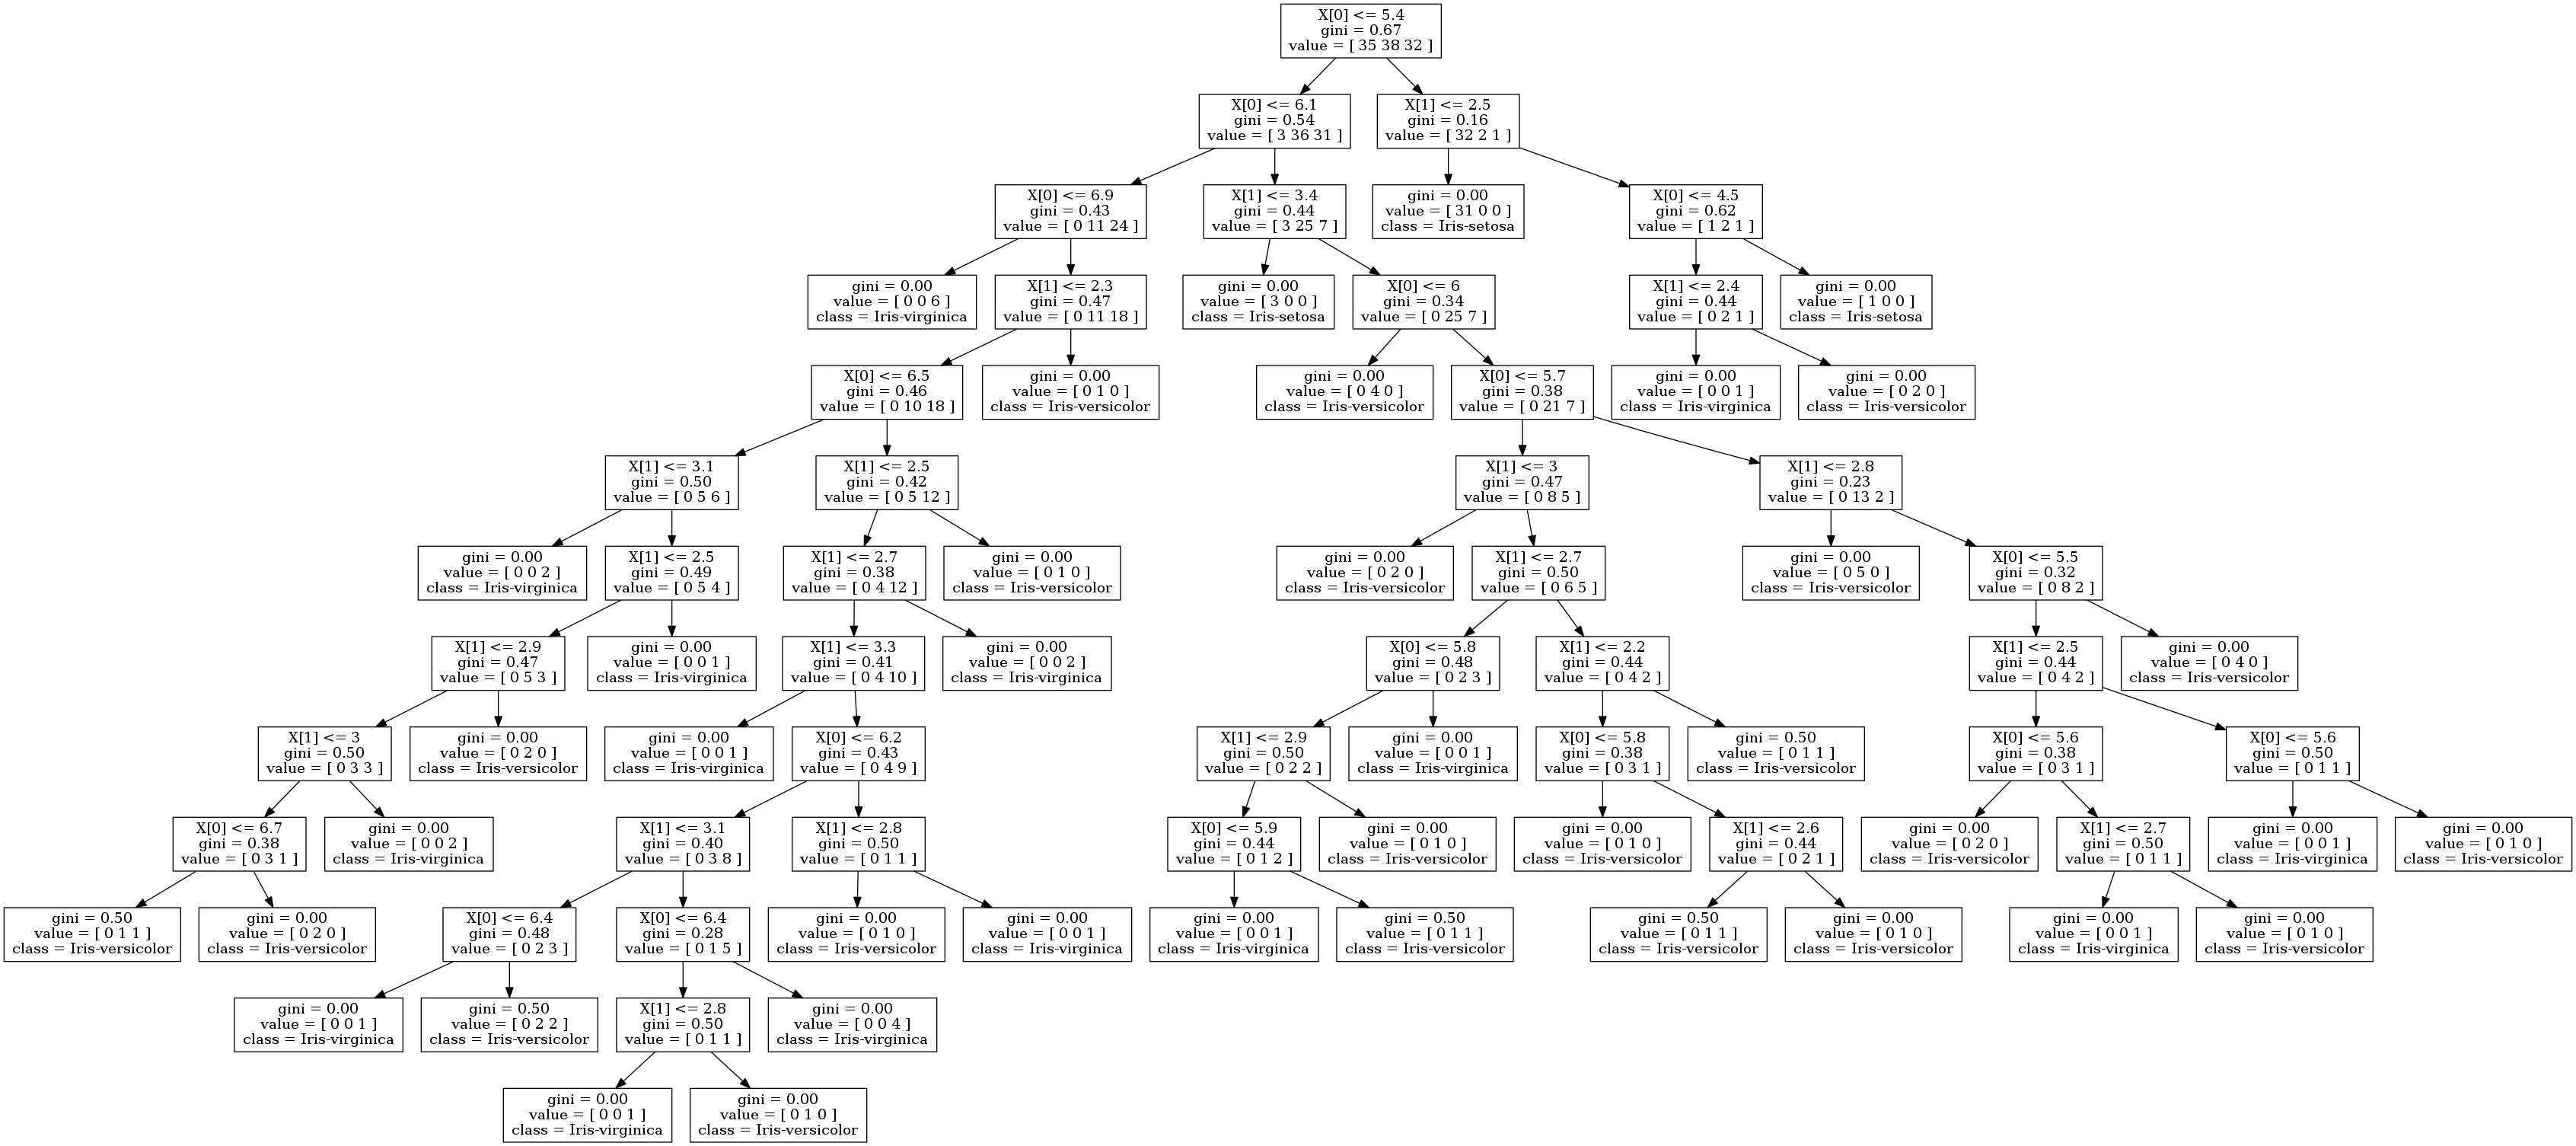 X[0] <= 5.4
gini = 0.67
value = [ 35 38 32 ]
X[0] <= 6.1
gini = 0.54
value = [ 3 36 31 ]
X[1] <= 2.5
gini = 0.16
value = [ 32 2 1 ]
X[0] <= 6.9
gini = 0.43
value = [ 0 11 24 ]
X[1] <= 3.4
gini = 0.44
value = [ 3 25 7 ]
gini = 0.00
value = [ 31 0 0 ]
class = Iris-setosa
X[0] <= 4.5
gini = 0.62
value = [ 1 2 1 ]
gini = 0.00
value = [ 0 0 6 ]
class = Iris-virginica
X[1] <= 2.3
gini = 0.47
value = [ 0 11 18 ]
gini = 0.00
value = [ 3 0 0 ]
class = Iris-setosa
X[0] <= 6
gini = 0.34
value = [ 0 25 7 ]
X[1] <= 2.4
gini = 0.44
value = [ 0 2 1 ]
gini = 0.00
value = [ 1 0 0 ]
class = Iris-setosa
X[0] <= 6.5
gini = 0.46
value = [ 0 10 18 ]
gini = 0.00
value = [ 0 1 0 ]
class = Iris-versicolor
gini = 0.00
value = [ 0 4 0 ]
class = Iris-versicolor
X[0] <= 5.7
gini = 0.38
value = [ 0 21 7 ]
gini = 0.00
value = [ 0 0 1 ]
class = Iris-virginica
gini = 0.00
value = [ 0 2 0 ]
class = Iris-versicolor
X[1] <= 3.1
gini = 0.50
value = [ 0 5 6 ]
X[1] <= 2.5
gini = 0.42
value = [ 0 5 12 ]
X[1] <= 3
gini = 0.47
value = [ 0 8 5 ]
X[1] <= 2.8
gini = 0.23
value = [ 0 13 2 ]
gini = 0.00
value = [ 0 0 2 ]
class = Iris-virginica
X[1] <= 2.5
gini = 0.49
value = [ 0 5 4 ]
X[1] <= 2.7
gini = 0.38
value = [ 0 4 12 ]
gini = 0.00
value = [ 0 1 0 ]
class = Iris-versicolor
gini = 0.00
value = [ 0 2 0 ]
class = Iris-versicolor
X[1] <= 2.7
gini = 0.50
value = [ 0 6 5 ]
gini = 0.00
value = [ 0 5 0 ]
class = Iris-versicolor
X[0] <= 5.5
gini = 0.32
value = [ 0 8 2 ]
X[1] <= 2.9
gini = 0.47
value = [ 0 5 3 ]
gini = 0.00
value = [ 0 0 1 ]
class = Iris-virginica
X[1] <= 3.3
gini = 0.41
value = [ 0 4 10 ]
gini = 0.00
value = [ 0 0 2 ]
class = Iris-virginica
X[0] <= 5.8
gini = 0.48
value = [ 0 2 3 ]
X[1] <= 2.2
gini = 0.44
value = [ 0 4 2 ]
X[1] <= 2.5
gini = 0.44
value = [ 0 4 2 ]
gini = 0.00
value = [ 0 4 0 ]
class = Iris-versicolor
X[1] <= 3
gini = 0.50
value = [ 0 3 3 ]
gini = 0.00
value = [ 0 2 0 ]
class = Iris-versicolor
gini = 0.00
value = [ 0 0 1 ]
class = Iris-virginica
X[0] <= 6.2
gini = 0.43
value = [ 0 4 9 ]
X[1] <= 2.9
gini = 0.50
value = [ 0 2 2 ]
gini = 0.00
value = [ 0 0 1 ]
class = Iris-virginica
X[0] <= 5.8
gini = 0.38
value = [ 0 3 1 ]
gini = 0.50
value = [ 0 1 1 ]
class = Iris-versicolor
X[0] <= 5.6
gini = 0.38
value = [ 0 3 1 ]
X[0] <= 5.6
gini = 0.50
value = [ 0 1 1 ]
X[0] <= 6.7
gini = 0.38
value = [ 0 3 1 ]
gini = 0.00
value = [ 0 0 2 ]
class = Iris-virginica
X[1] <= 3.1
gini = 0.40
value = [ 0 3 8 ]
X[1] <= 2.8
gini = 0.50
value = [ 0 1 1 ]
X[0] <= 5.9
gini = 0.44
value = [ 0 1 2 ]
gini = 0.00
value = [ 0 1 0 ]
class = Iris-versicolor
gini = 0.00
value = [ 0 1 0 ]
class = Iris-versicolor
X[1] <= 2.6
gini = 0.44
value = [ 0 2 1 ]
gini = 0.00
value = [ 0 2 0 ]
class = Iris-versicolor
X[1] <= 2.7
gini = 0.50
value = [ 0 1 1 ]
gini = 0.00
value = [ 0 0 1 ]
class = Iris-virginica
gini = 0.00
value = [ 0 1 0 ]
class = Iris-versicolor
gini = 0.50
value = [ 0 1 1 ]
class = Iris-versicolor
gini = 0.00
value = [ 0 2 0 ]
class = Iris-versicolor
X[0] <= 6.4
gini = 0.48
value = [ 0 2 3 ]
X[0] <= 6.4
gini = 0.28
value = [ 0 1 5 ]
gini = 0.00
value = [ 0 1 0 ]
class = Iris-versicolor
gini = 0.00
value = [ 0 0 1 ]
class = Iris-virginica
gini = 0.00
value = [ 0 0 1 ]
class = Iris-virginica
gini = 0.50
value = [ 0 1 1 ]
class = Iris-versicolor
gini = 0.50
value = [ 0 1 1 ]
class = Iris-versicolor
gini = 0.00
value = [ 0 1 0 ]
class = Iris-versicolor
gini = 0.00
value = [ 0 0 1 ]
class = Iris-virginica
gini = 0.00
value = [ 0 1 0 ]
class = Iris-versicolor
gini = 0.00
value = [ 0 0 1 ]
class = Iris-virginica
gini = 0.50
value = [ 0 2 2 ]
class = Iris-versicolor
X[1] <= 2.8
gini = 0.50
value = [ 0 1 1 ]
gini = 0.00
value = [ 0 0 4 ]
class = Iris-virginica
gini = 0.00
value = [ 0 0 1 ]
class = Iris-virginica
gini = 0.00
value = [ 0 1 0 ]
class = Iris-versicolor